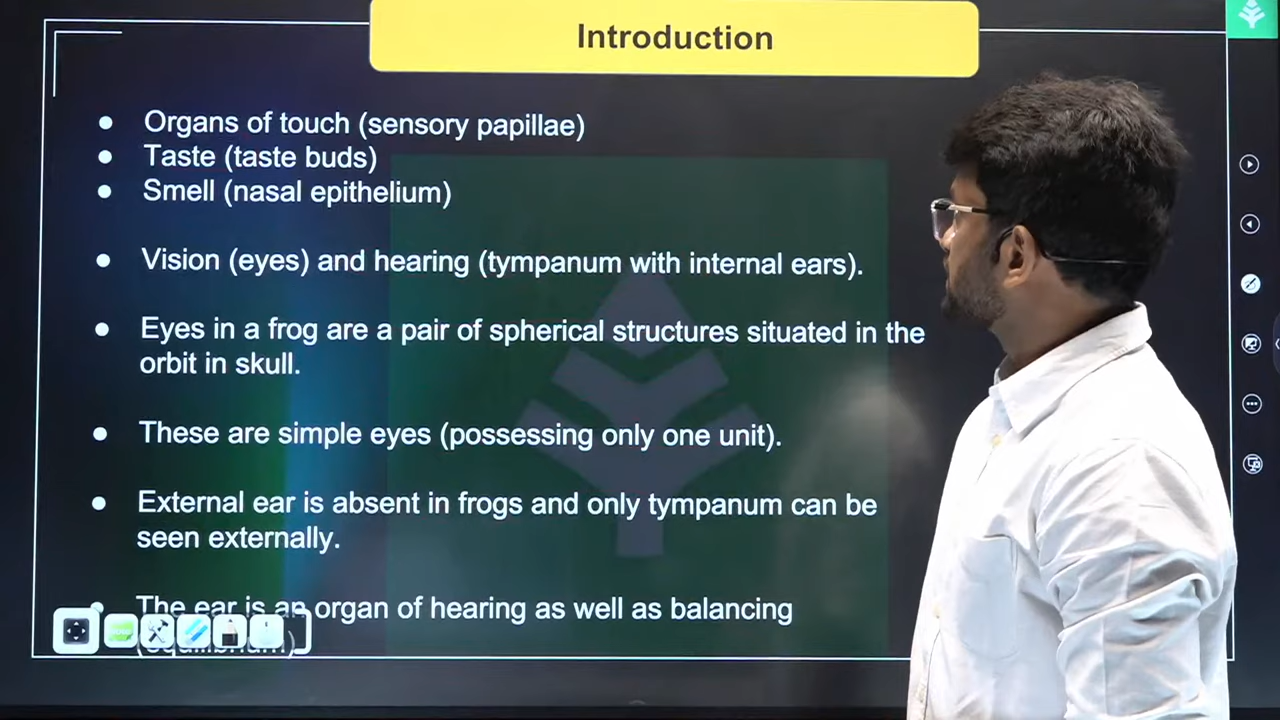 Introduction
● Organs of touch (sensory papillae)
● Taste (taste buds)
● Smell (nasal epithelium)
● Vision (eyes) and hearing (tympanum with internal ears).
● Eyes in a frog are a pair of spherical structures situated in the
orbit in skull.
● These are simple eyes (possessing only one unit).
● External ear is absent in frogs and only tympanum can be
seen externally.
● The ear is an organ of hearing as well as balancing
(equilibrium)